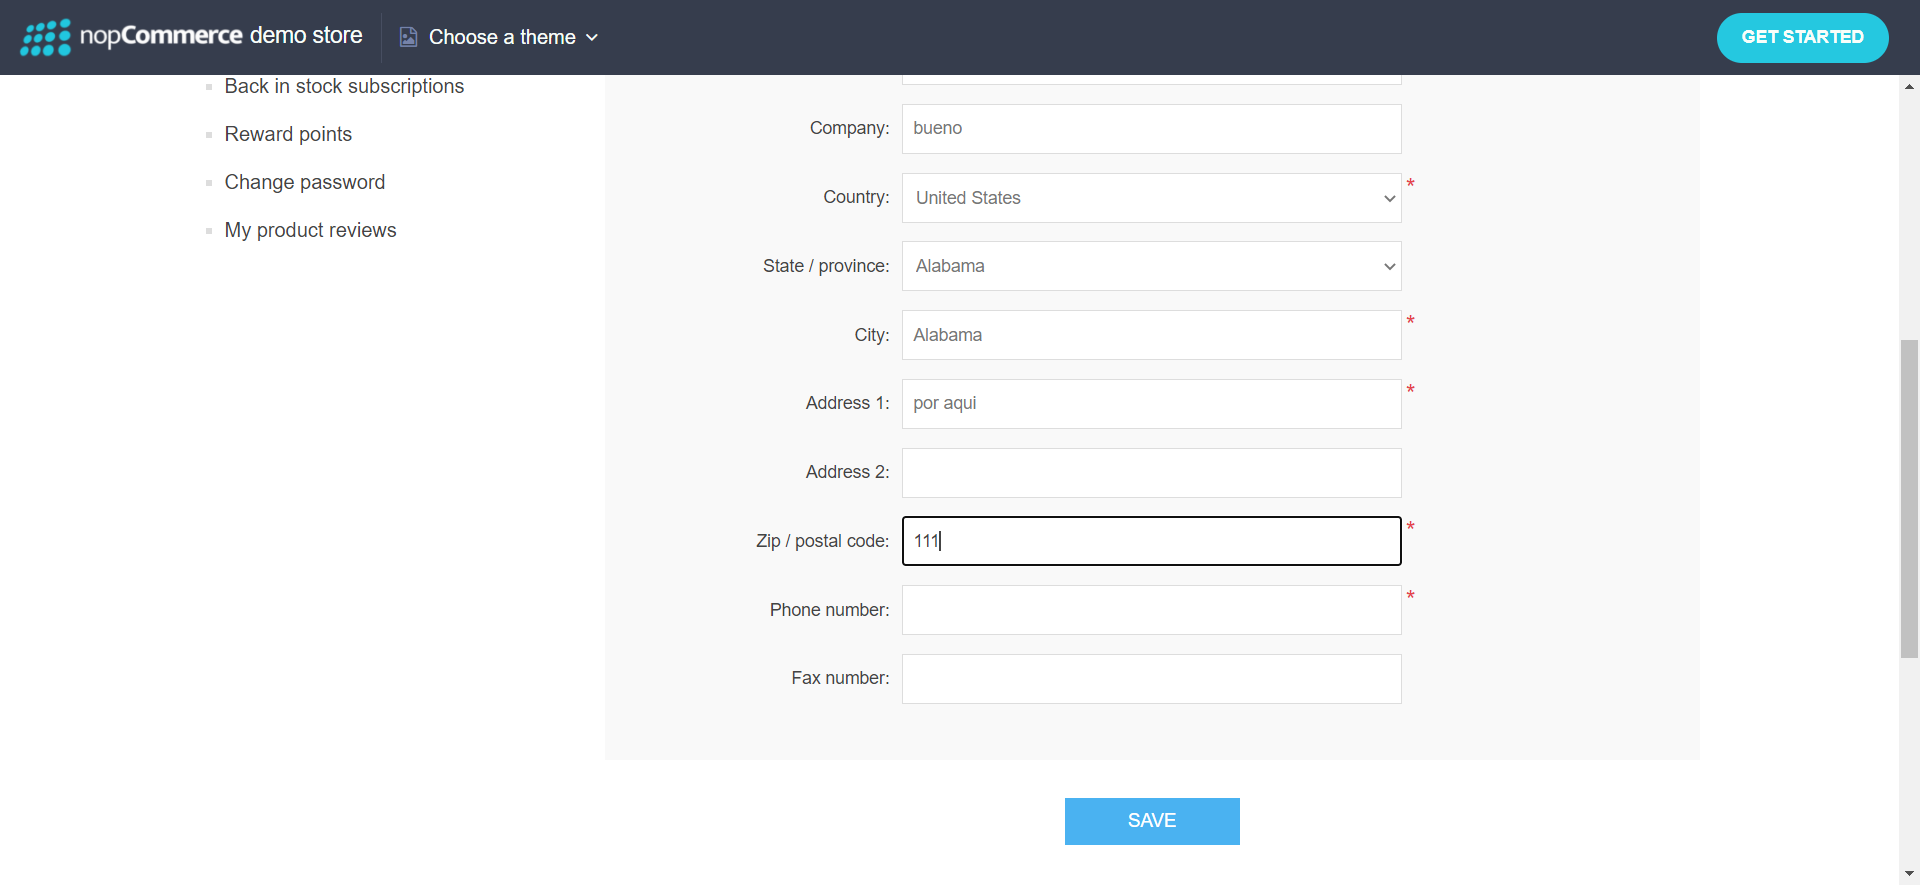 nopCommerce demo store
Choose a theme
GET STARTED
Back in stock subscriptions
Reward points
Change password
My product reviews
Company: bueno
Country: United States *
State / province: Alabama
City: Alabama *
Address 1: por aqui *
Address 2:
Zip / postal code: 111 *
Phone number: *
Fax number:
SAVE